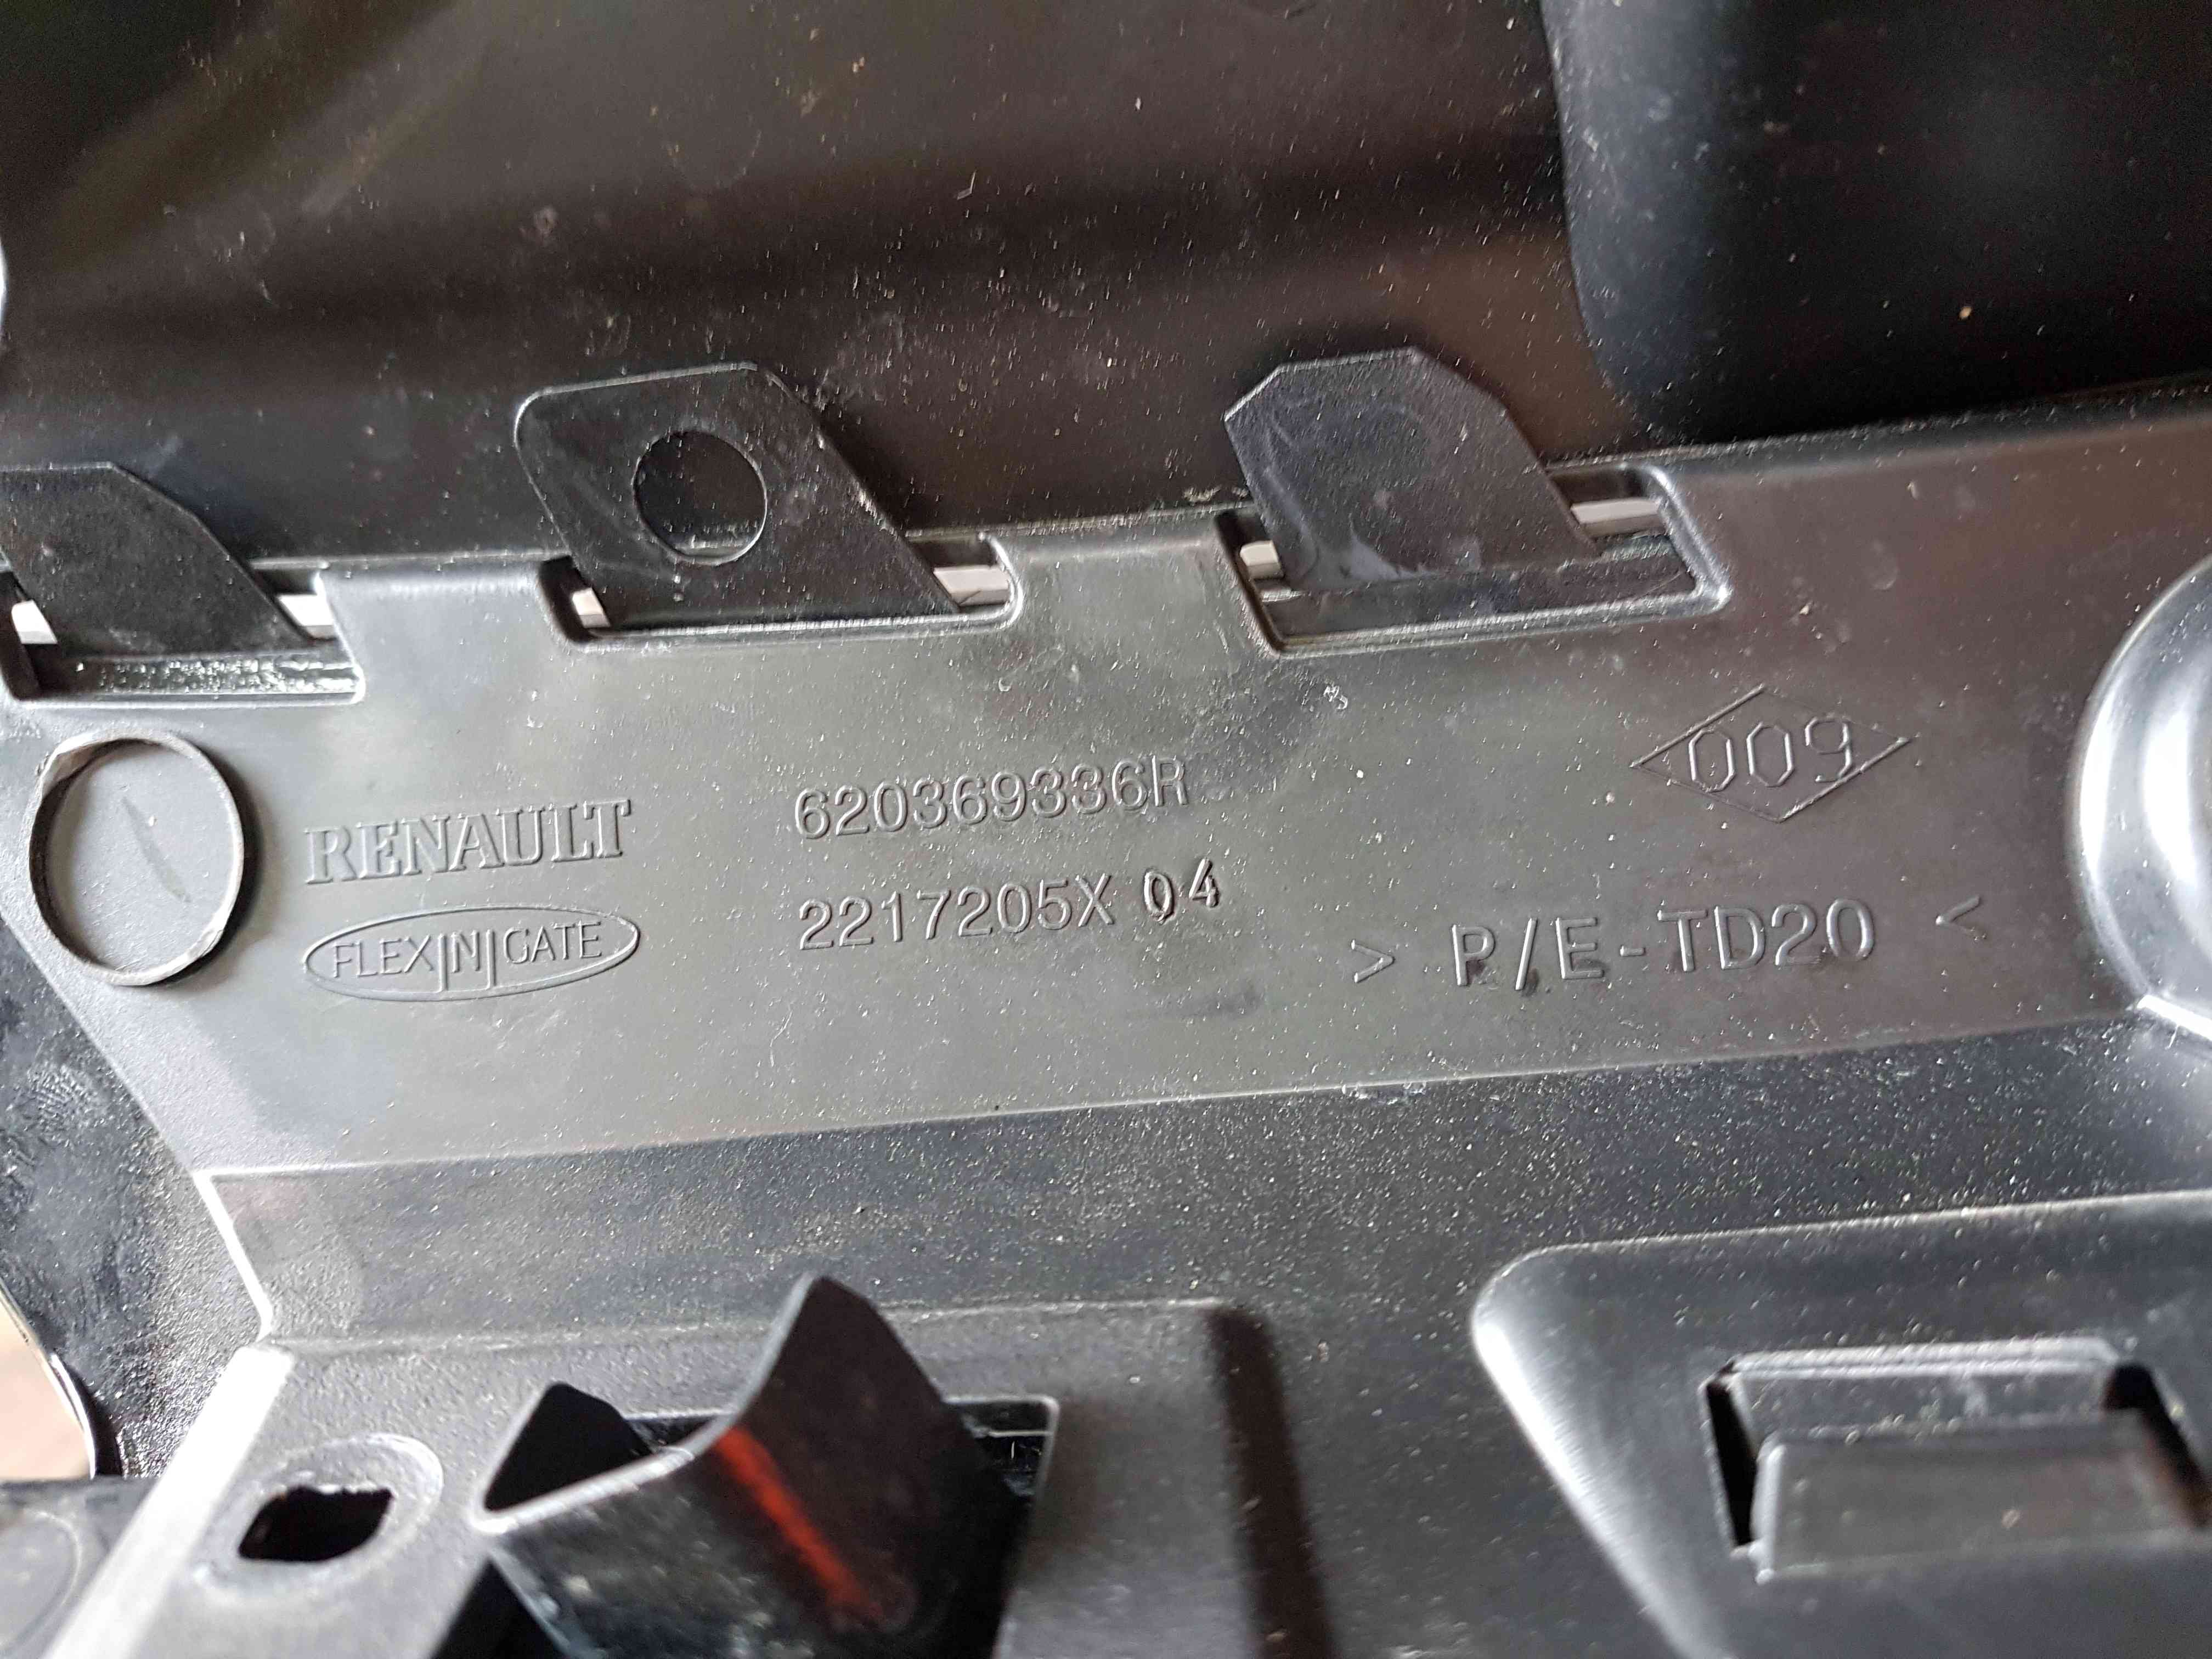 RENAULT
FLEX|N|GATE
620369336R
2217205X 04
009
> P/E-TD20 <